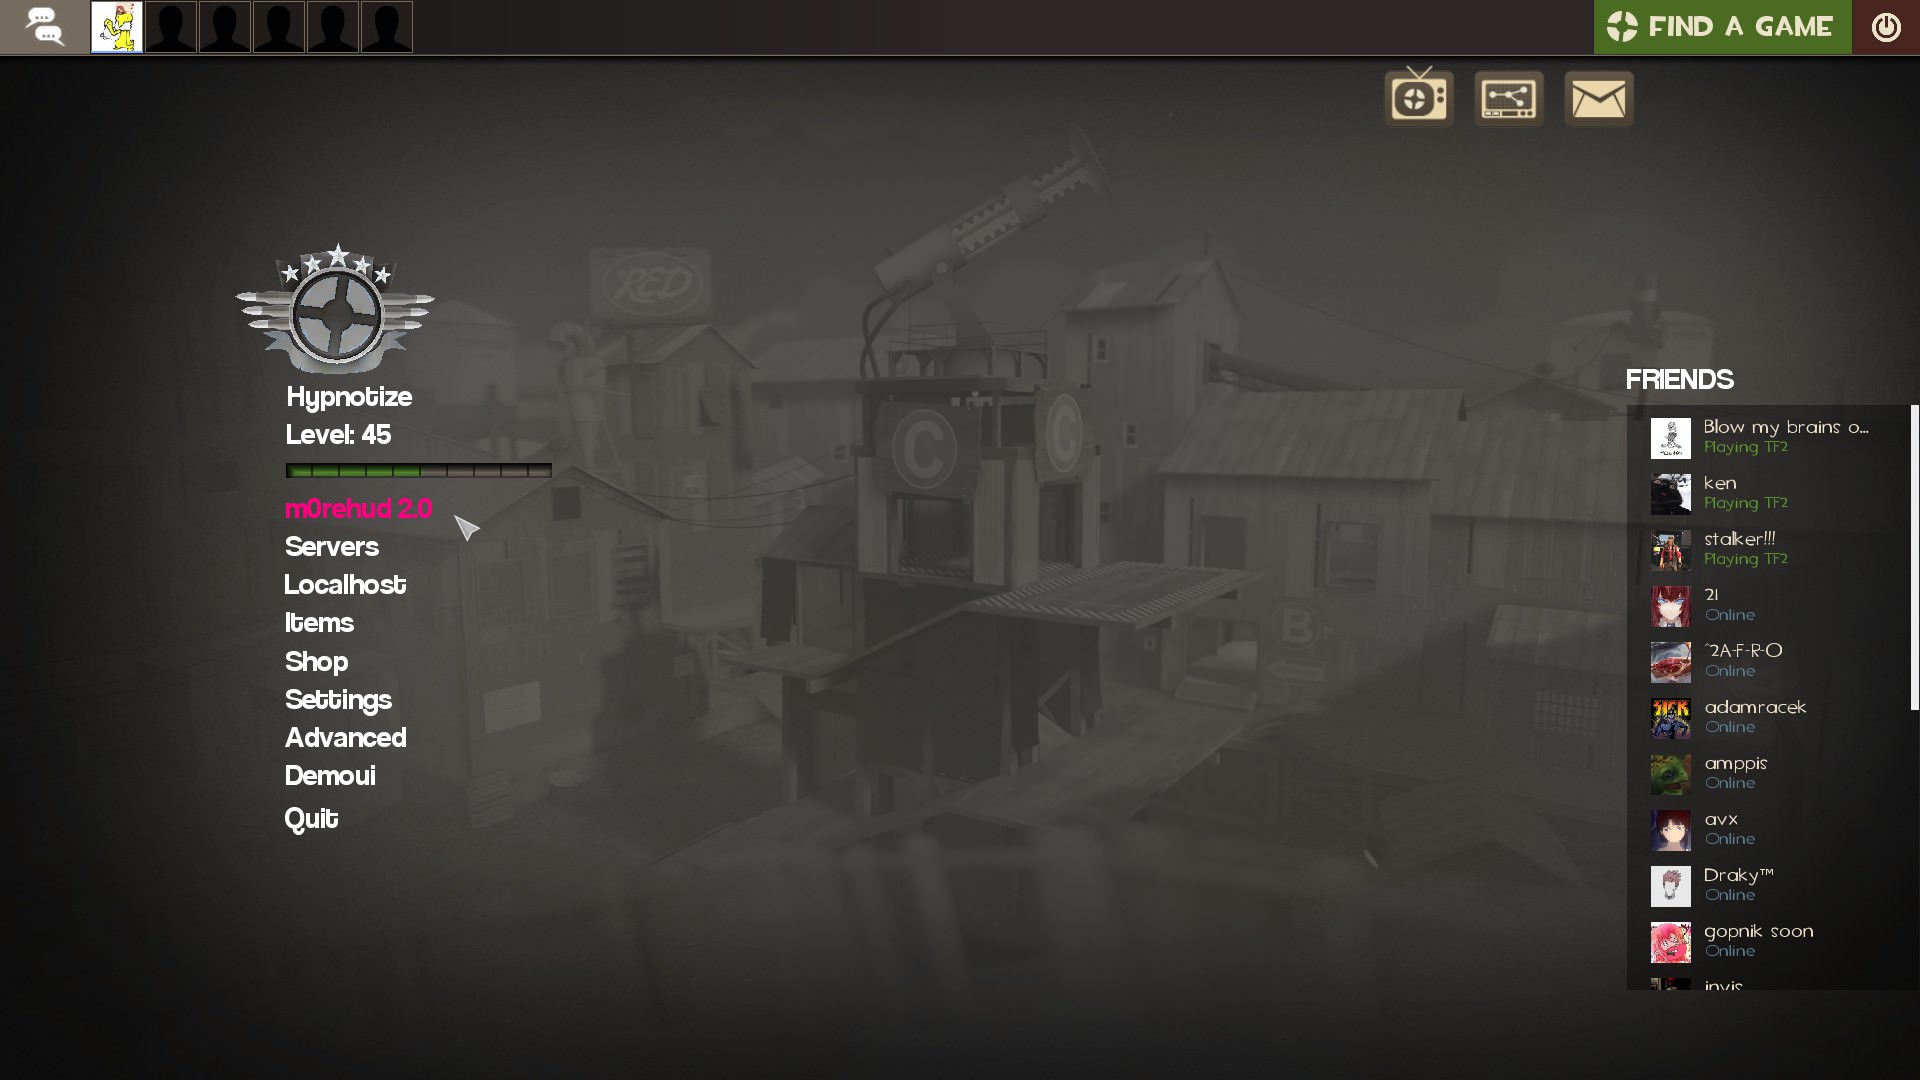 FIND A GAME
RED
C
C
B
Hypnotize
Level: 45
m0rehud 2.0
Servers
Localhost
Items
Shop
Settings
Advanced
Demoui
Quit
FRIENDS
Blow my brains o...
Playing TF2
ken
Playing TF2
stalker!!!
Playing TF2
21
Online
^2A-F-R-O
Online
adamracek
Online
amppis
Online
avx
Online
Draky™
Online
gopnik soon
Online
invis